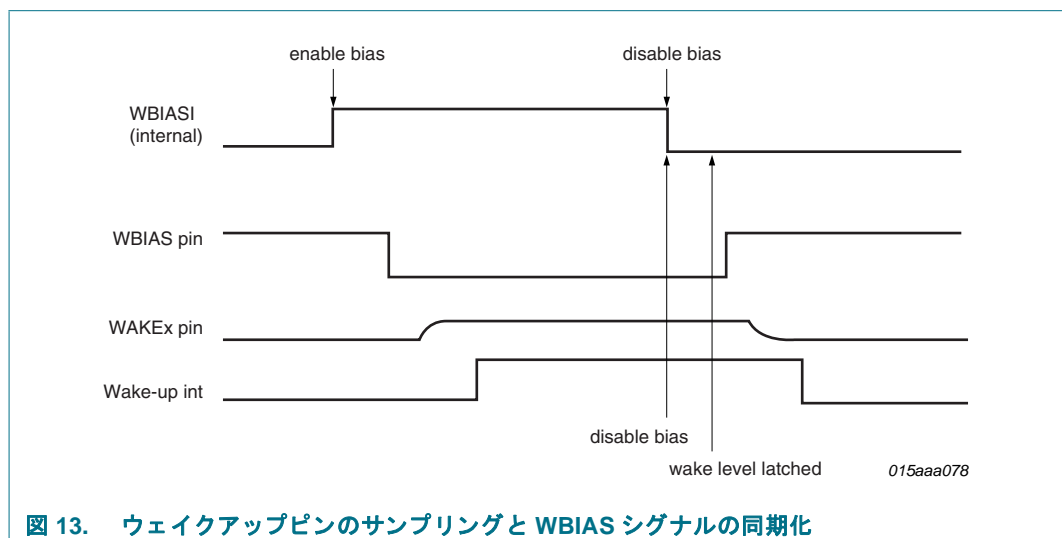 enable bias
disable bias
WBIASI
(internal)
WBIAS pin
WAKEx pin
Wake-up int
disable bias
wake level latched
015aaa078
図 13. ウェイクアップピンのサンプリングと WBIAS シグナルの同期化